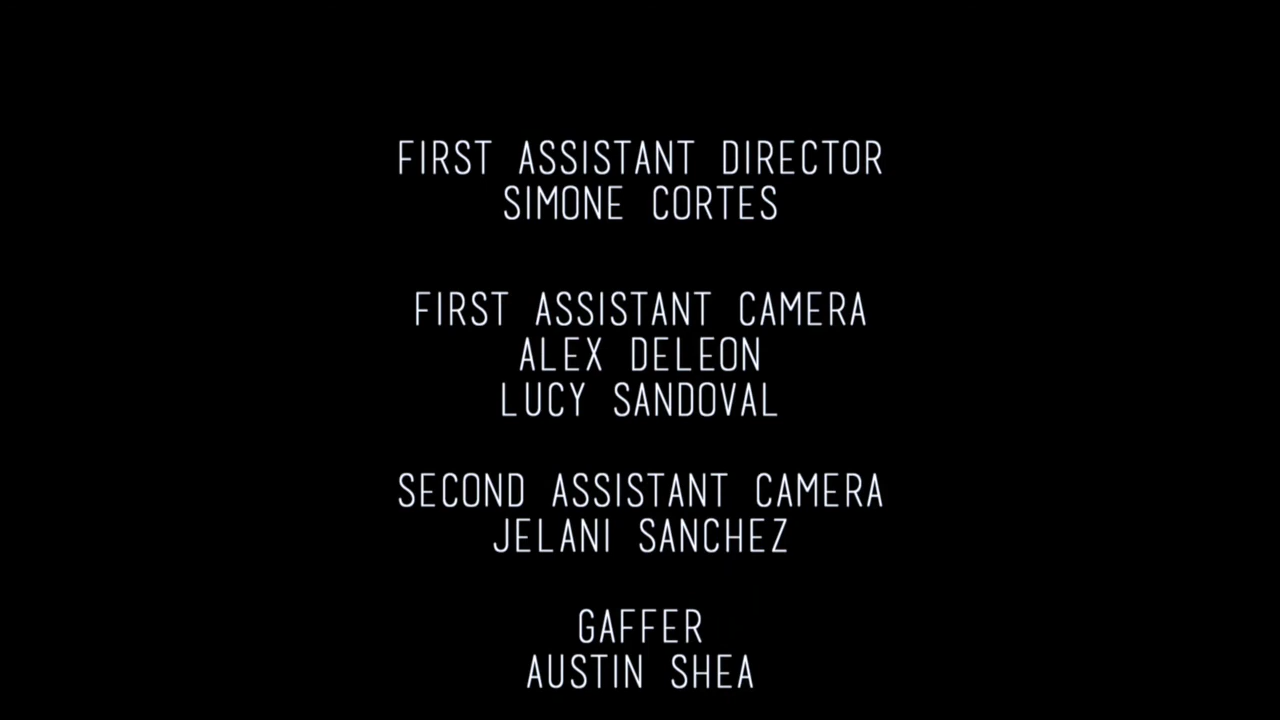 FIRST ASSISTANT DIRECTOR
SIMONE CORTES
FIRST ASSISTANT CAMERA
ALEX DELEON
LUCY SANDOVAL
SECOND ASSISTANT CAMERA
JELANI SANCHEZ
GAFFER
AUSTIN SHEA